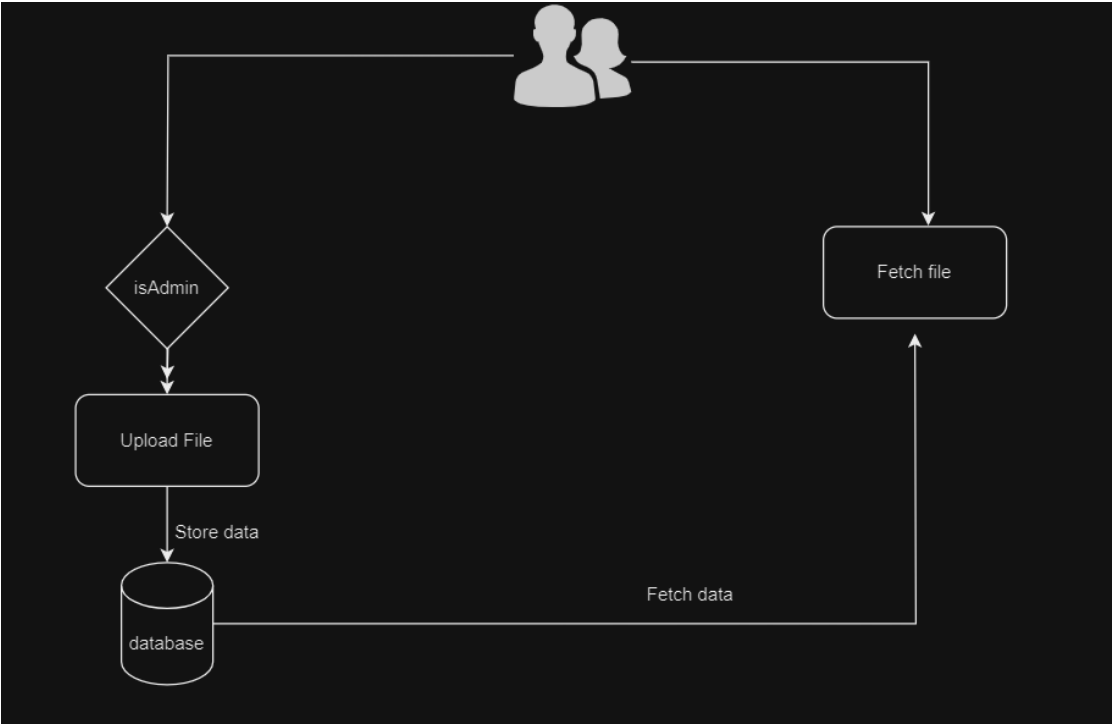 isAdmin
Fetch file
Upload File
Store data
Fetch data
database